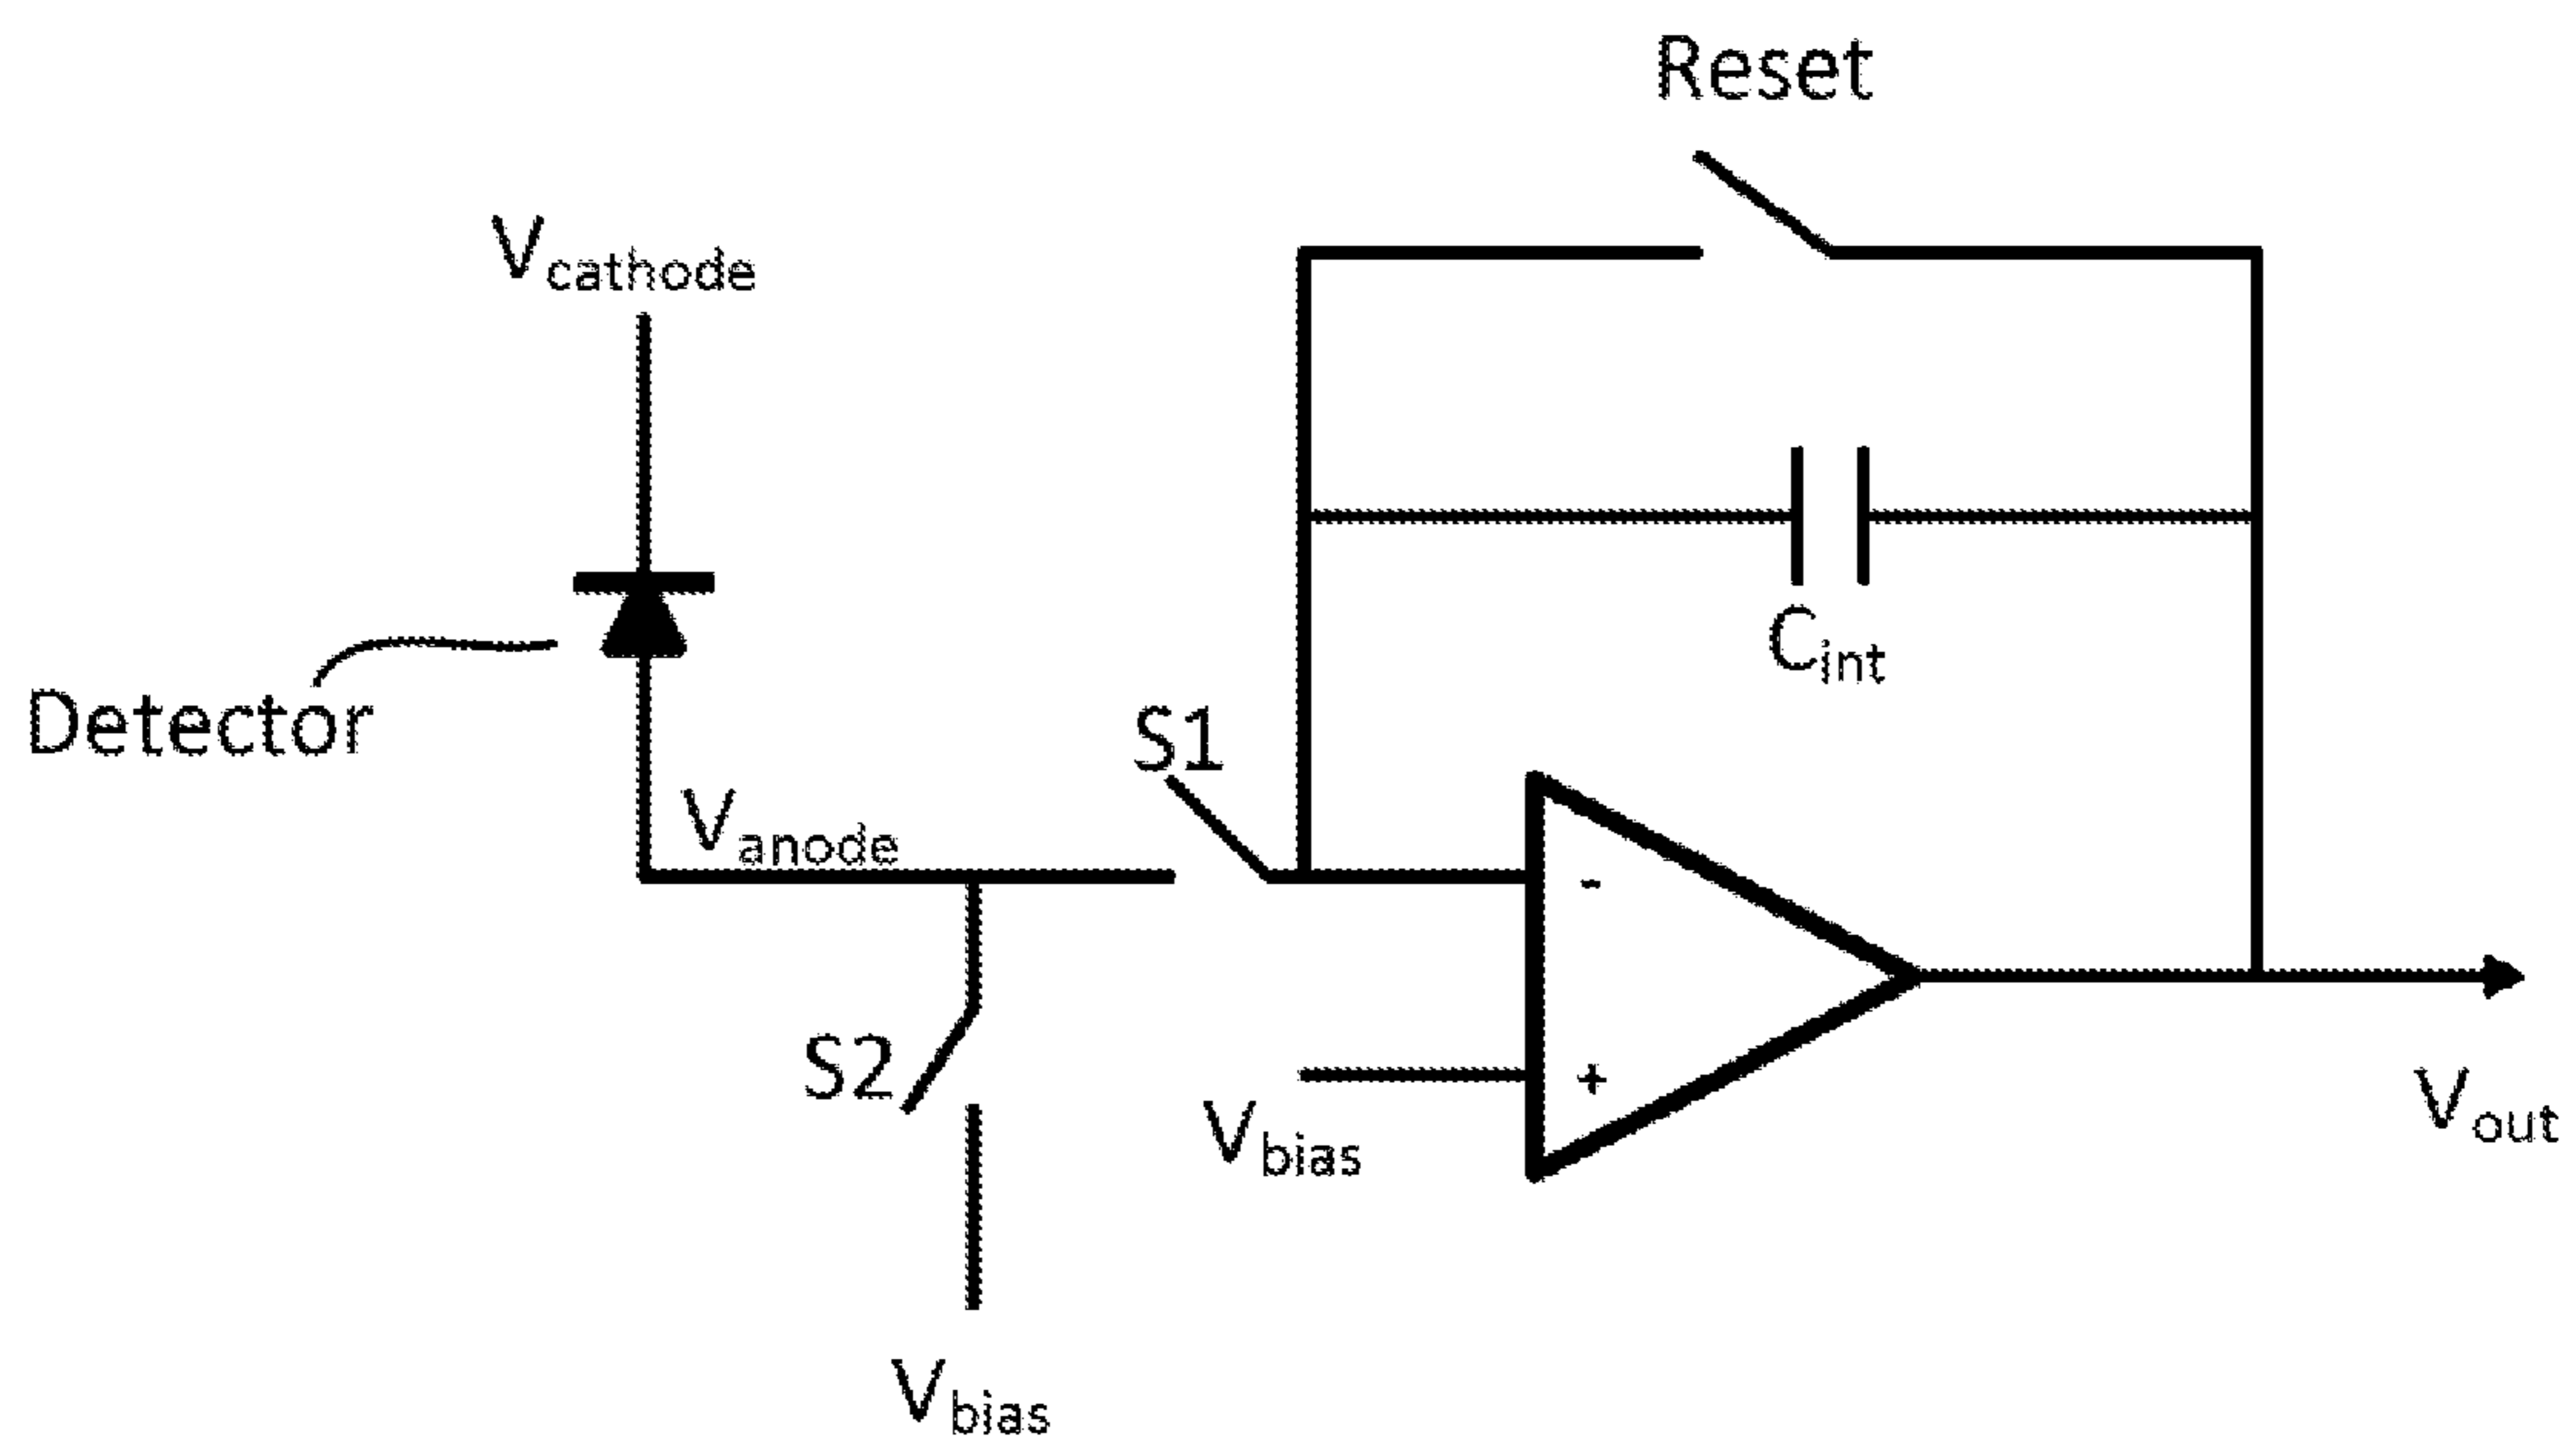 Reset
Vcathode
Cint
Detector
S1
Vanode
-
S2
+
Vbias
Vout
Vbias